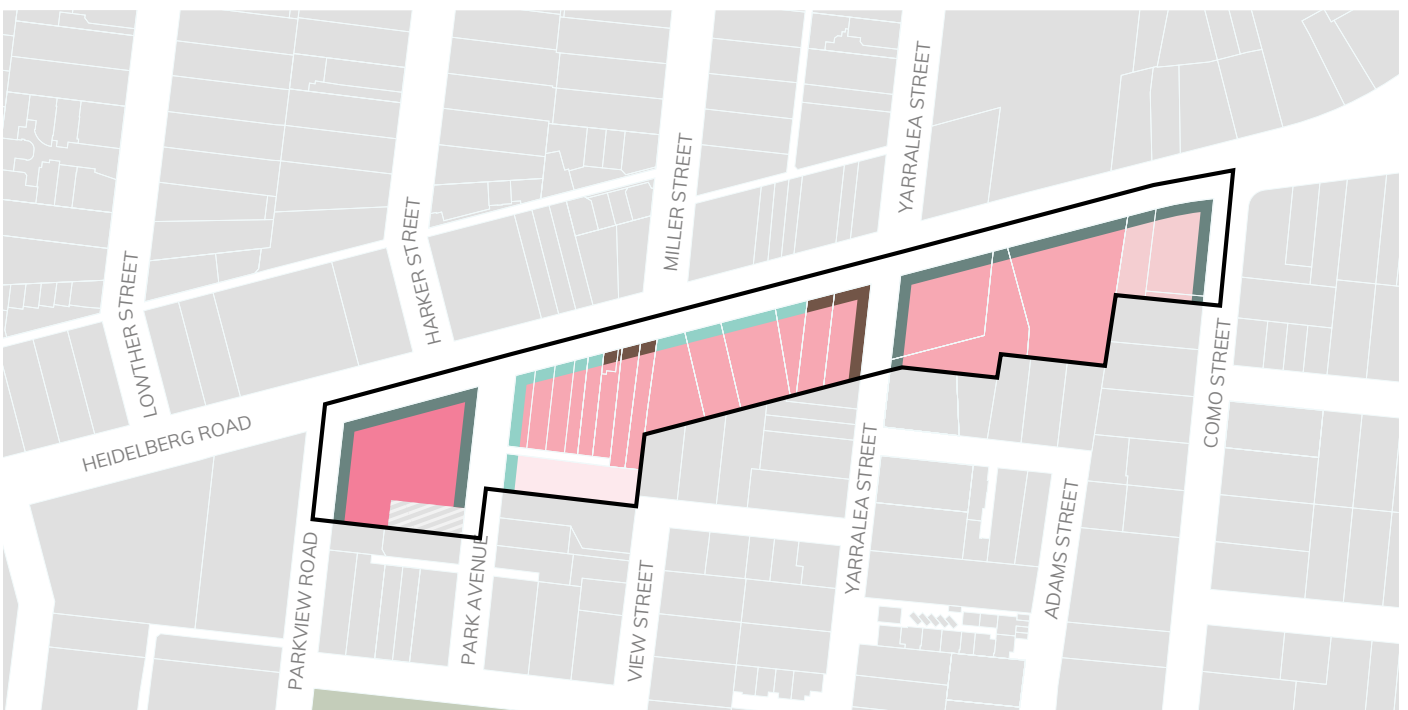 YARRALEA STREET
MILLER STREET
HARKER STREET
LOWTHER STREET
HEIDELBERG ROAD
COMO STREET
YARRALEA STREET
ADAMS STREET
PARKVIEW ROAD
PARK AVENUE
VIEW STREET